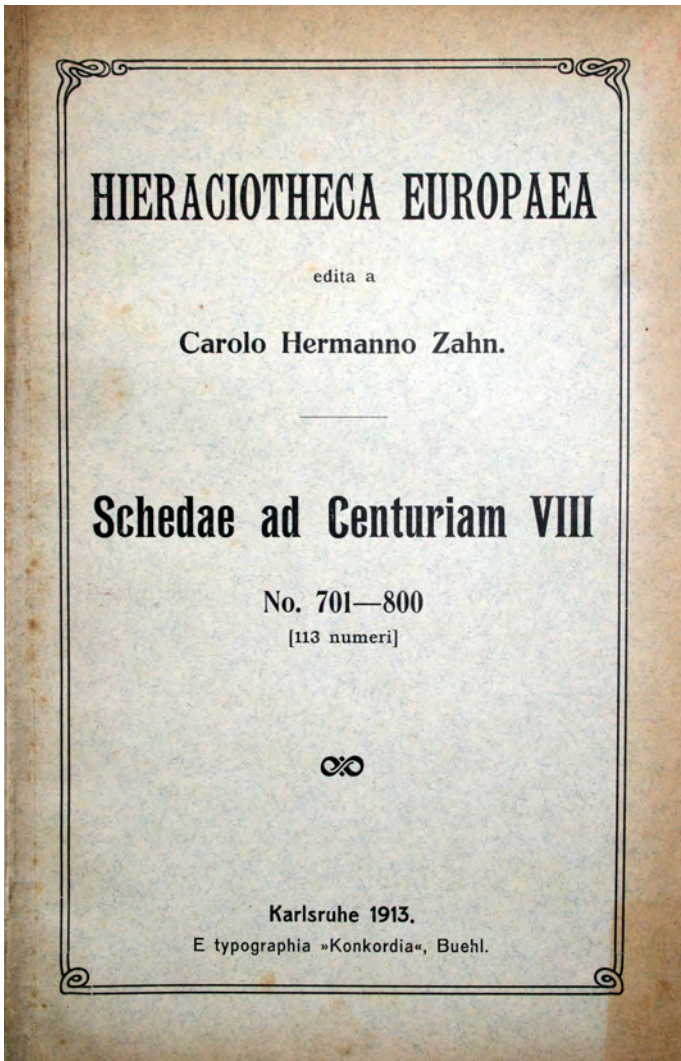 HIERACIOTHECA EUROPAEA
edita a
Carolo Hermanno Zahn.
Schedae ad Centuriam VIII
No. 701—800
[113 numeri]
Karlsruhe 1913.
E typographia »Konkordia«, Buehl.